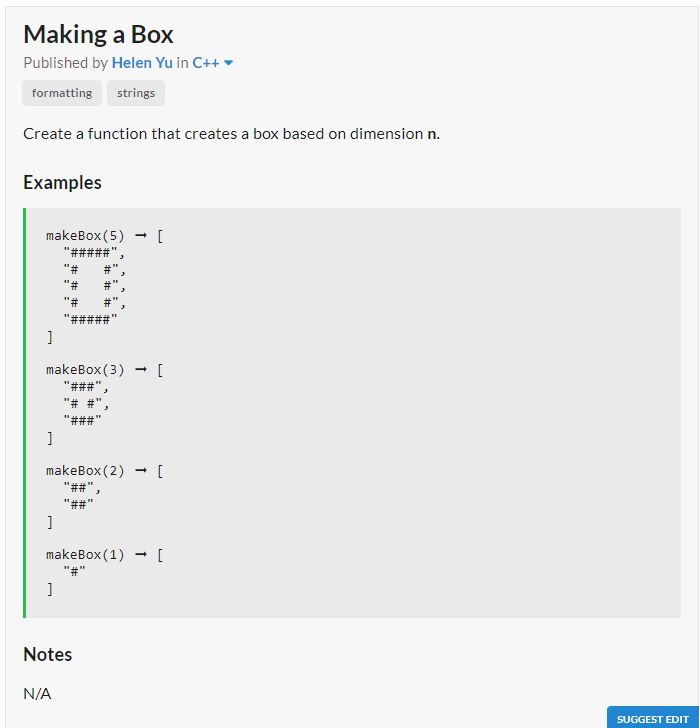 Making a Box
Published by Helen Yu in C++
formatting strings
Create a function that creates a box based on dimension n.
Examples
makeBox(5) ➞ [
  "#####",
  "#   #",
  "#   #",
  "#   #",
  "#####"
]
makeBox(3) ➞ [
  "###",
  "# #",
  "###"
]
makeBox(2) ➞ [
  "##",
  "##"
]
makeBox(1) ➞ [
  "#"
]
Notes
N/A
SUGGEST EDIT